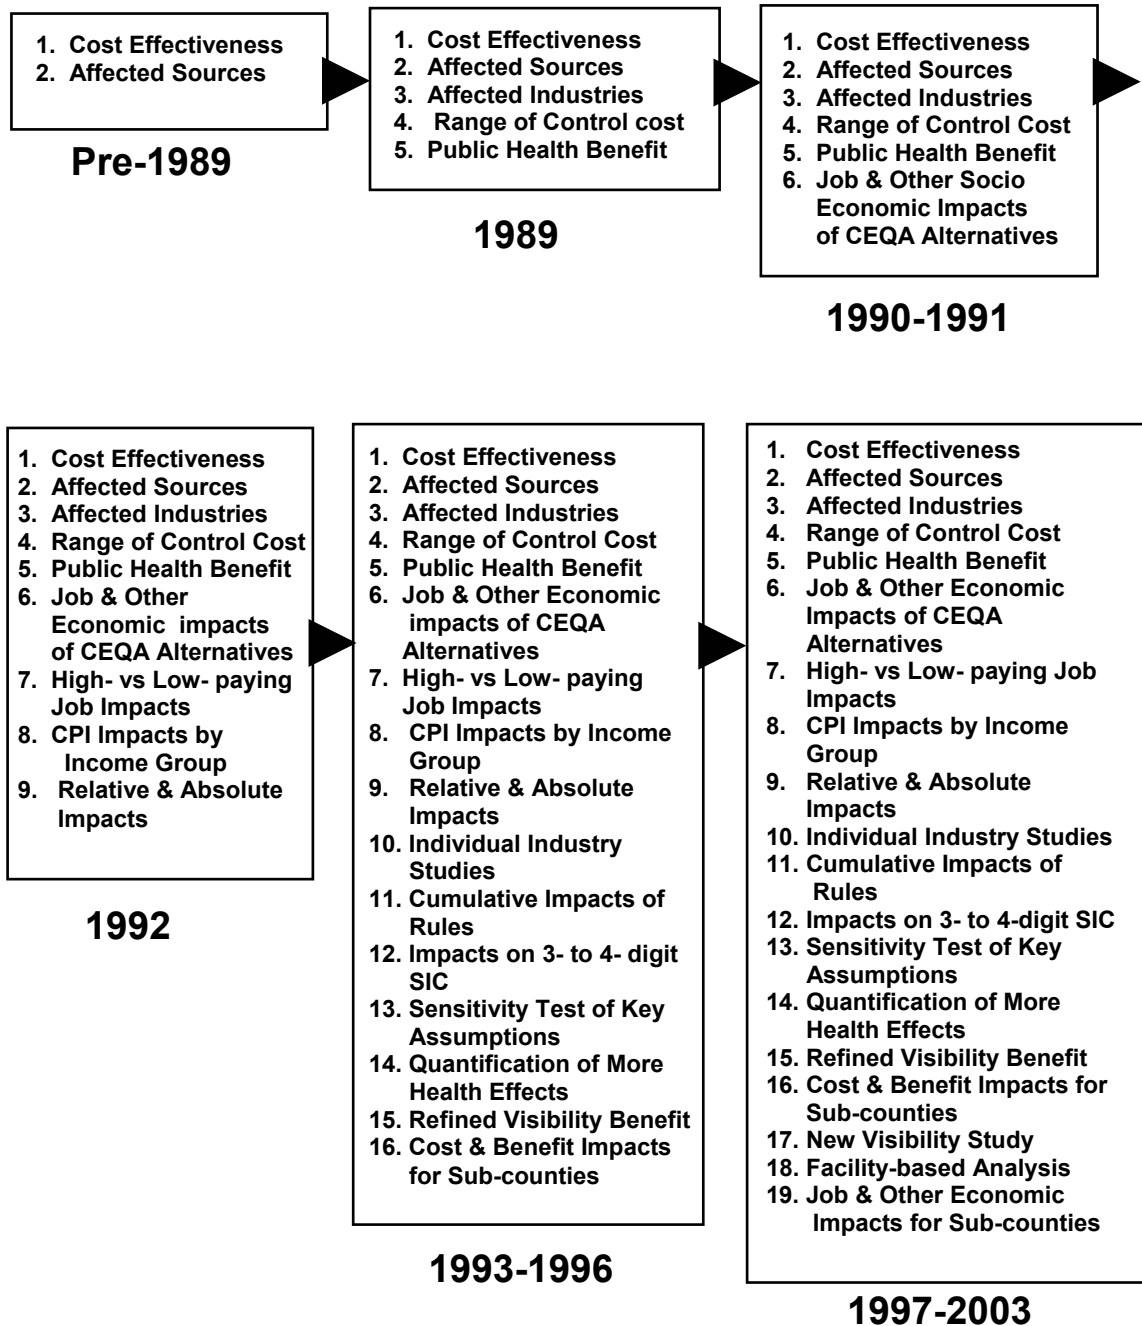 1. Cost Effectiveness
2. Affected Sources
Pre-1989
1. Cost Effectiveness
2. Affected Sources
3. Affected Industries
4. Range of Control cost
5. Public Health Benefit
1989
1. Cost Effectiveness
2. Affected Sources
3. Affected Industries
4. Range of Control Cost
5. Public Health Benefit
6. Job & Other Socio
Economic Impacts
of CEQA Alternatives
1990-1991
1. Cost Effectiveness
2. Affected Sources
3. Affected Industries
4. Range of Control Cost
5. Public Health Benefit
6. Job & Other
Economic impacts
of CEQA Alternatives
7. High- vs Low- paying
Job Impacts
8. CPI Impacts by
Income Group
9. Relative & Absolute
Impacts
1992
1. Cost Effectiveness
2. Affected Sources
3. Affected Industries
4. Range of Control Cost
5. Public Health Benefit
6. Job & Other Economic
impacts of CEQA
Alternatives
7. High- vs Low- paying
Job Impacts
8. CPI Impacts by Income
Group
9. Relative & Absolute
Impacts
10. Individual Industry
Studies
11. Cumulative Impacts of
Rules
12. Impacts on 3- to 4- digit
SIC
13. Sensitivity Test of Key
Assumptions
14. Quantification of More
Health Effects
15. Refined Visibility Benefit
16. Cost & Benefit Impacts
for Sub-counties
1993-1996
1. Cost Effectiveness
2. Affected Sources
3. Affected Industries
4. Range of Control Cost
5. Public Health Benefit
6. Job & Other Economic
Impacts of CEQA
Alternatives
7. High- vs Low- paying Job
Impacts
8. CPI Impacts by Income
Group
9. Relative & Absolute
Impacts
10. Individual Industry Studies
11. Cumulative Impacts of
Rules
12. Impacts on 3- to 4-digit SIC
13. Sensitivity Test of Key
Assumptions
14. Quantification of More
Health Effects
15. Refined Visibility Benefit
16. Cost & Benefit Impacts for
Sub-counties
17. New Visibility Study
18. Facility-based Analysis
19. Job & Other Economic
Impacts for Sub-counties
1997-2003